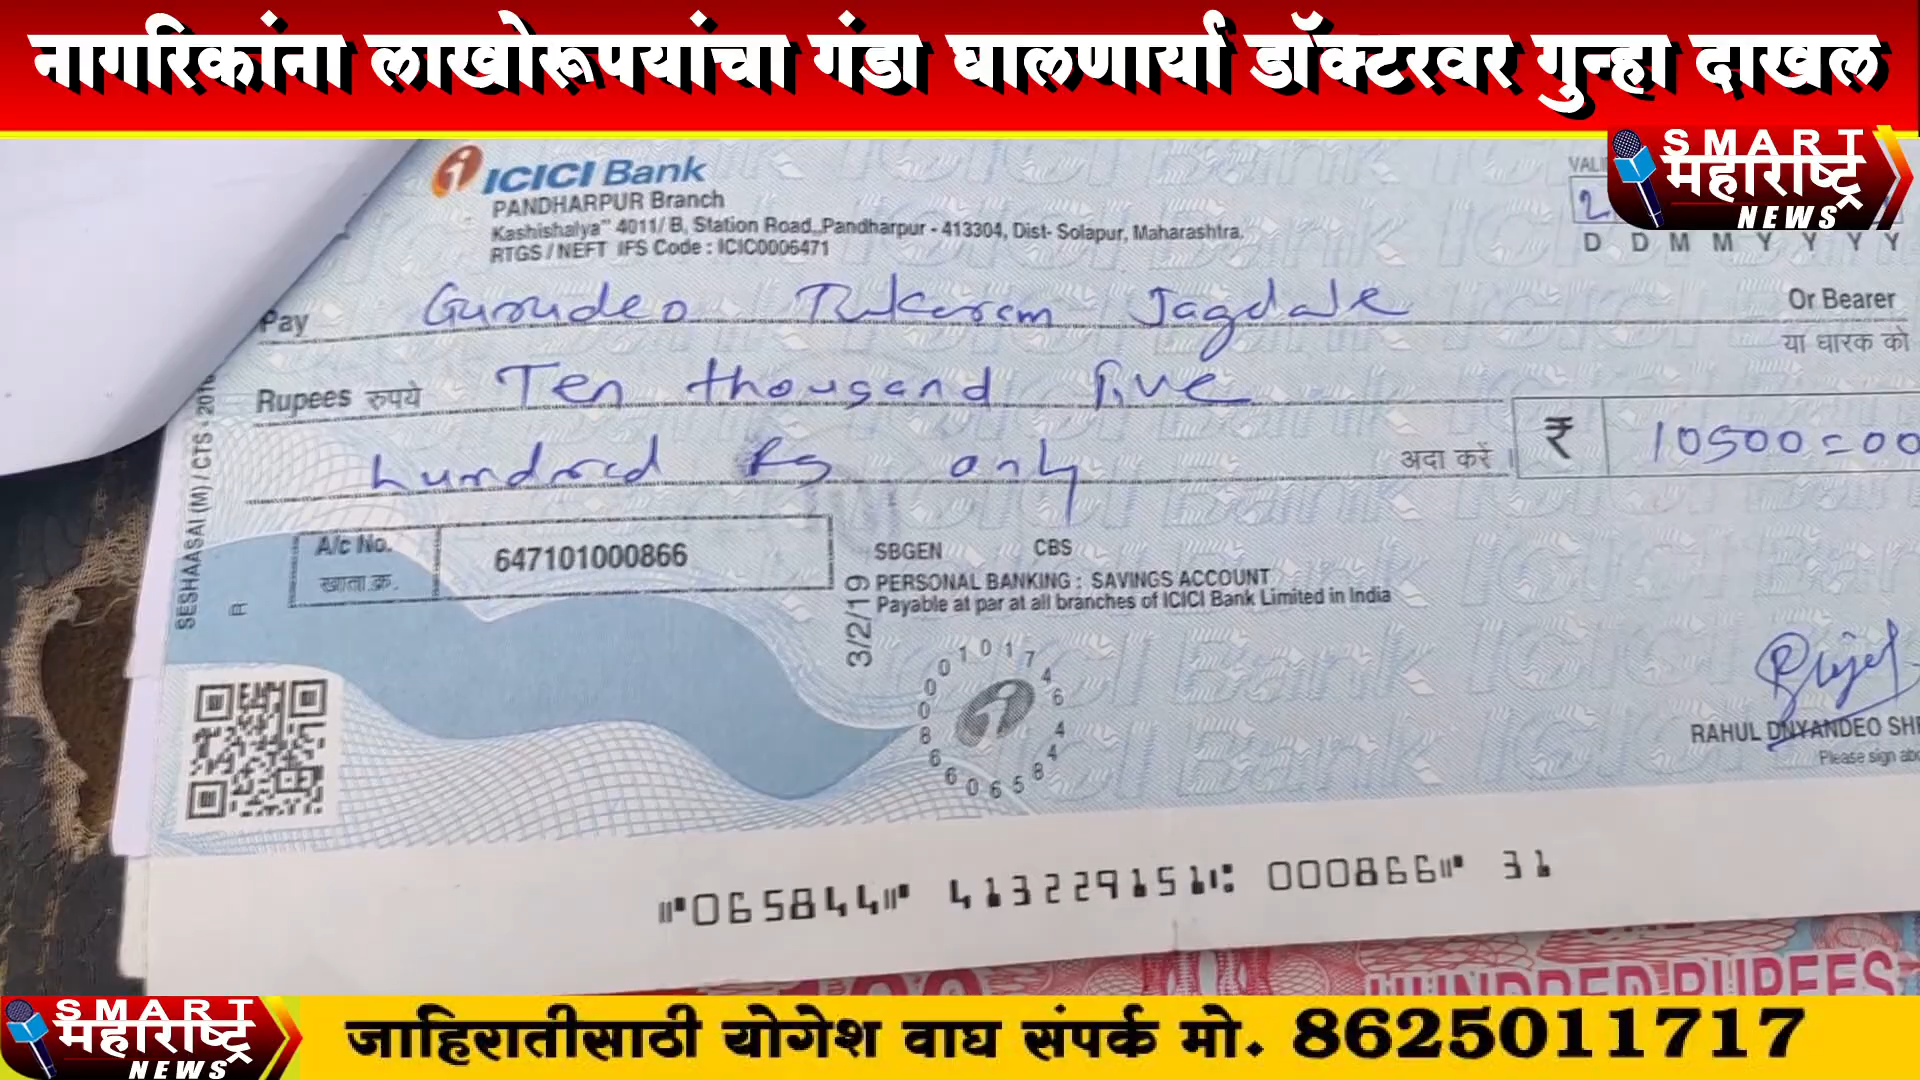 नागरिकांना लाखोरूपयांचा गंडा घालणार्या डॉक्टरवर गुन्हा दाखल
SMART
महाराष्ट्र
NEWS
ICICI Bank
PANDHARPUR Branch
Kashishalya" 4011/ B, Station Road,.Pandharpur - 413304, Dist- Solapur, Maharashtra.
RTGS / NEFT IFS Code : ICIC0006471
D D M M Y Y Y Y
Pay Gurudeo Tukaram Jagdale Or Bearer
या धारक को
Rupees रुपये Ten thousand five
hundred Rs only अदा करें ₹ 10500=00
A/c No. 647101000866
खाता क्र.
SBGEN CBS
PERSONAL BANKING : SAVINGS ACCOUNT
Payable at par at all branches of ICICI Bank Limited in India
3/2/19
SESHAASAI (M) / CTS - 2010
RAHUL DNYANDEO
Please sign
065844 413229151 000866 31
HUNDRED RUPEES
SMART
महाराष्ट्र
NEWS
जाहिरातीसाठी योगेश वाघ संपर्क मो. 8625011717